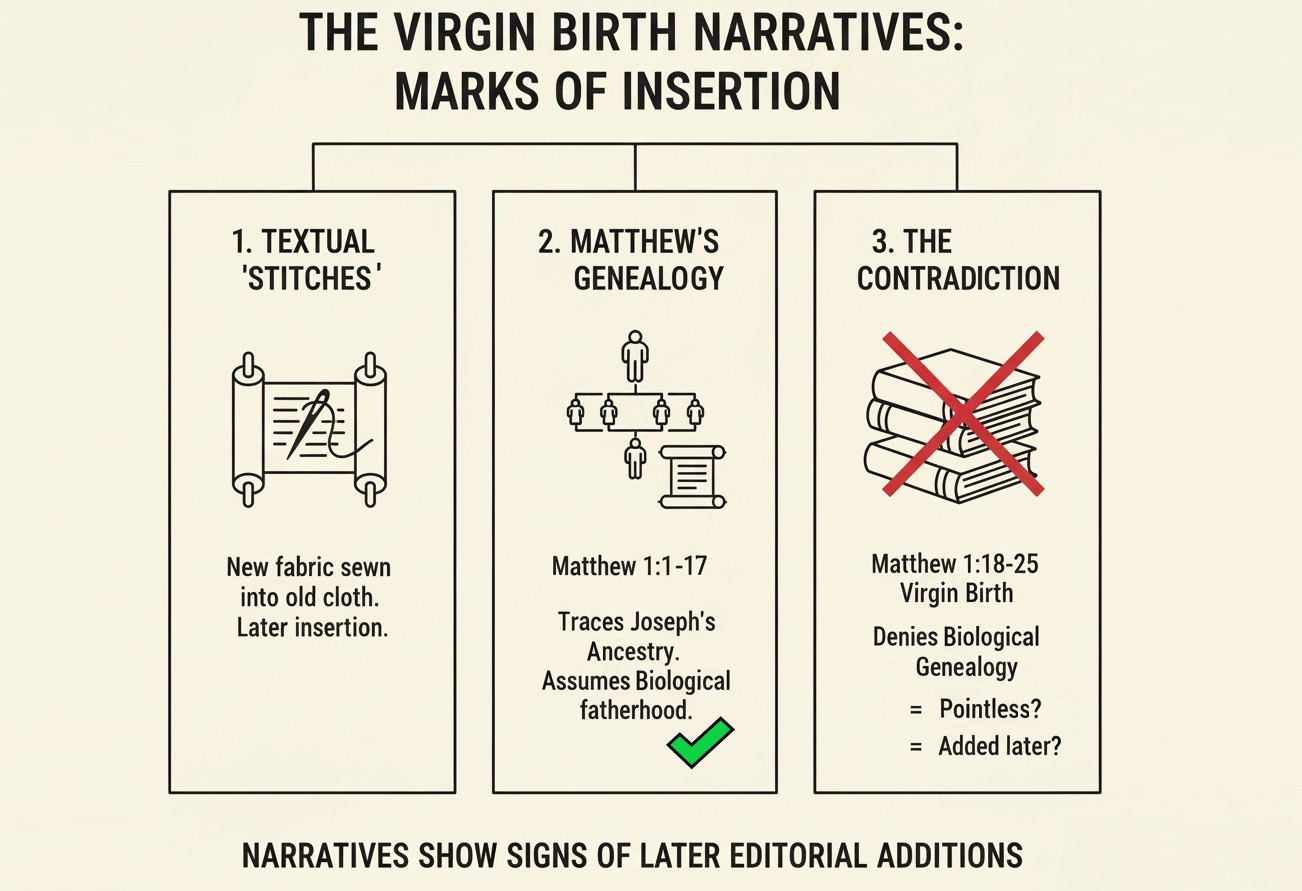 THE VIRGIN BIRTH NARRATIVES:
MARKS OF INSERTION
1. TEXTUAL
'STITCHES'
New fabric sewn
into old cloth.
Later insertion.
2. MATTHEW'S
GENEALOGY
Matthew 1:1-17
Traces Joseph's
Ancestry.
Assumes Biological
fatherhood.
3. THE
CONTRADICTION
Matthew 1:18-25
Virgin Birth
Denies Biological
Genealogy
= Pointless?
= Added later?
NARRATIVES SHOW SIGNS OF LATER EDITORIAL ADDITIONS